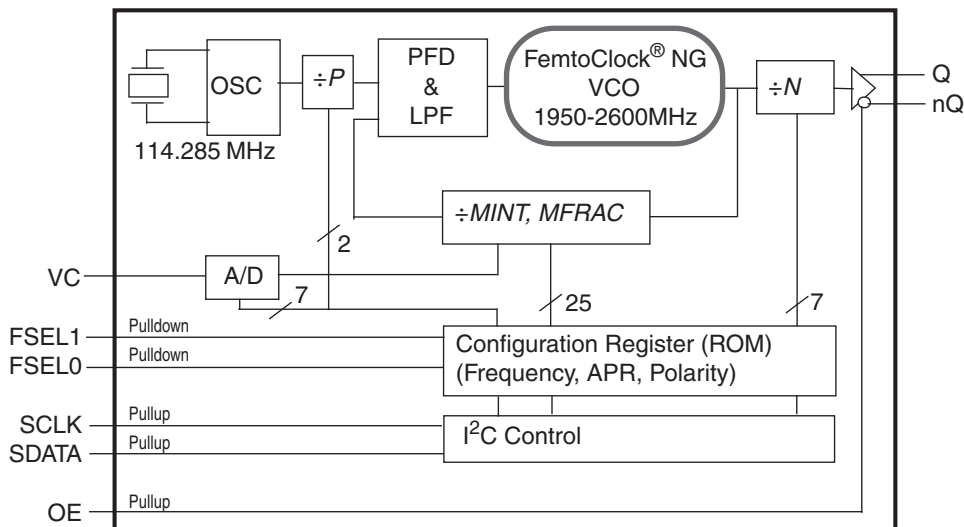 OSC
114.285 MHz
÷P
PFD
&
LPF
FemtoClock® NG
VCO
1950-2600MHz
÷N
Q
nQ
÷MINT, MFRAC
2
VC
A/D
7
25
7
FSEL1
Pulldown
FSEL0
Pulldown
Configuration Register (ROM)
(Frequency, APR, Polarity)
SCLK
Pullup
SDATA
Pullup
I²C Control
OE
Pullup